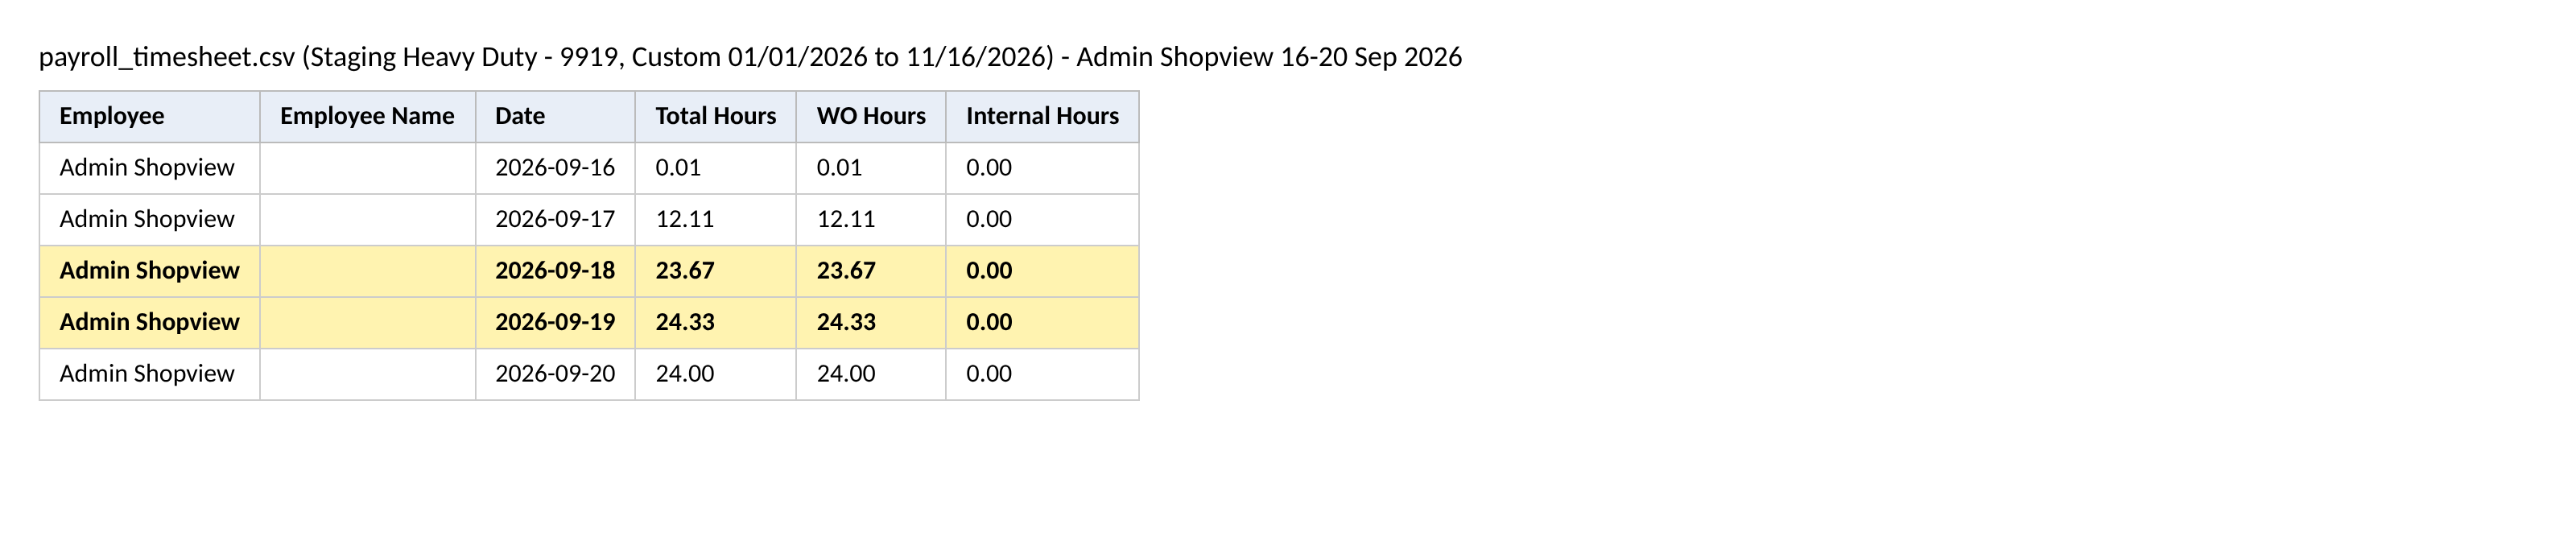 payroll_timesheet.csv (Staging Heavy Duty - 9919, Custom 01/01/2026 to 11/16/2026) - Admin Shopview 16-20 Sep 2026
Employee Employee Name Date Total Hours WO Hours Internal Hours
Admin Shopview 2026-09-16 0.01 0.01 0.00
Admin Shopview 2026-09-17 12.11 12.11 0.00
Admin Shopview 2026-09-18 23.67 23.67 0.00
Admin Shopview 2026-09-19 24.33 24.33 0.00
Admin Shopview 2026-09-20 24.00 24.00 0.00